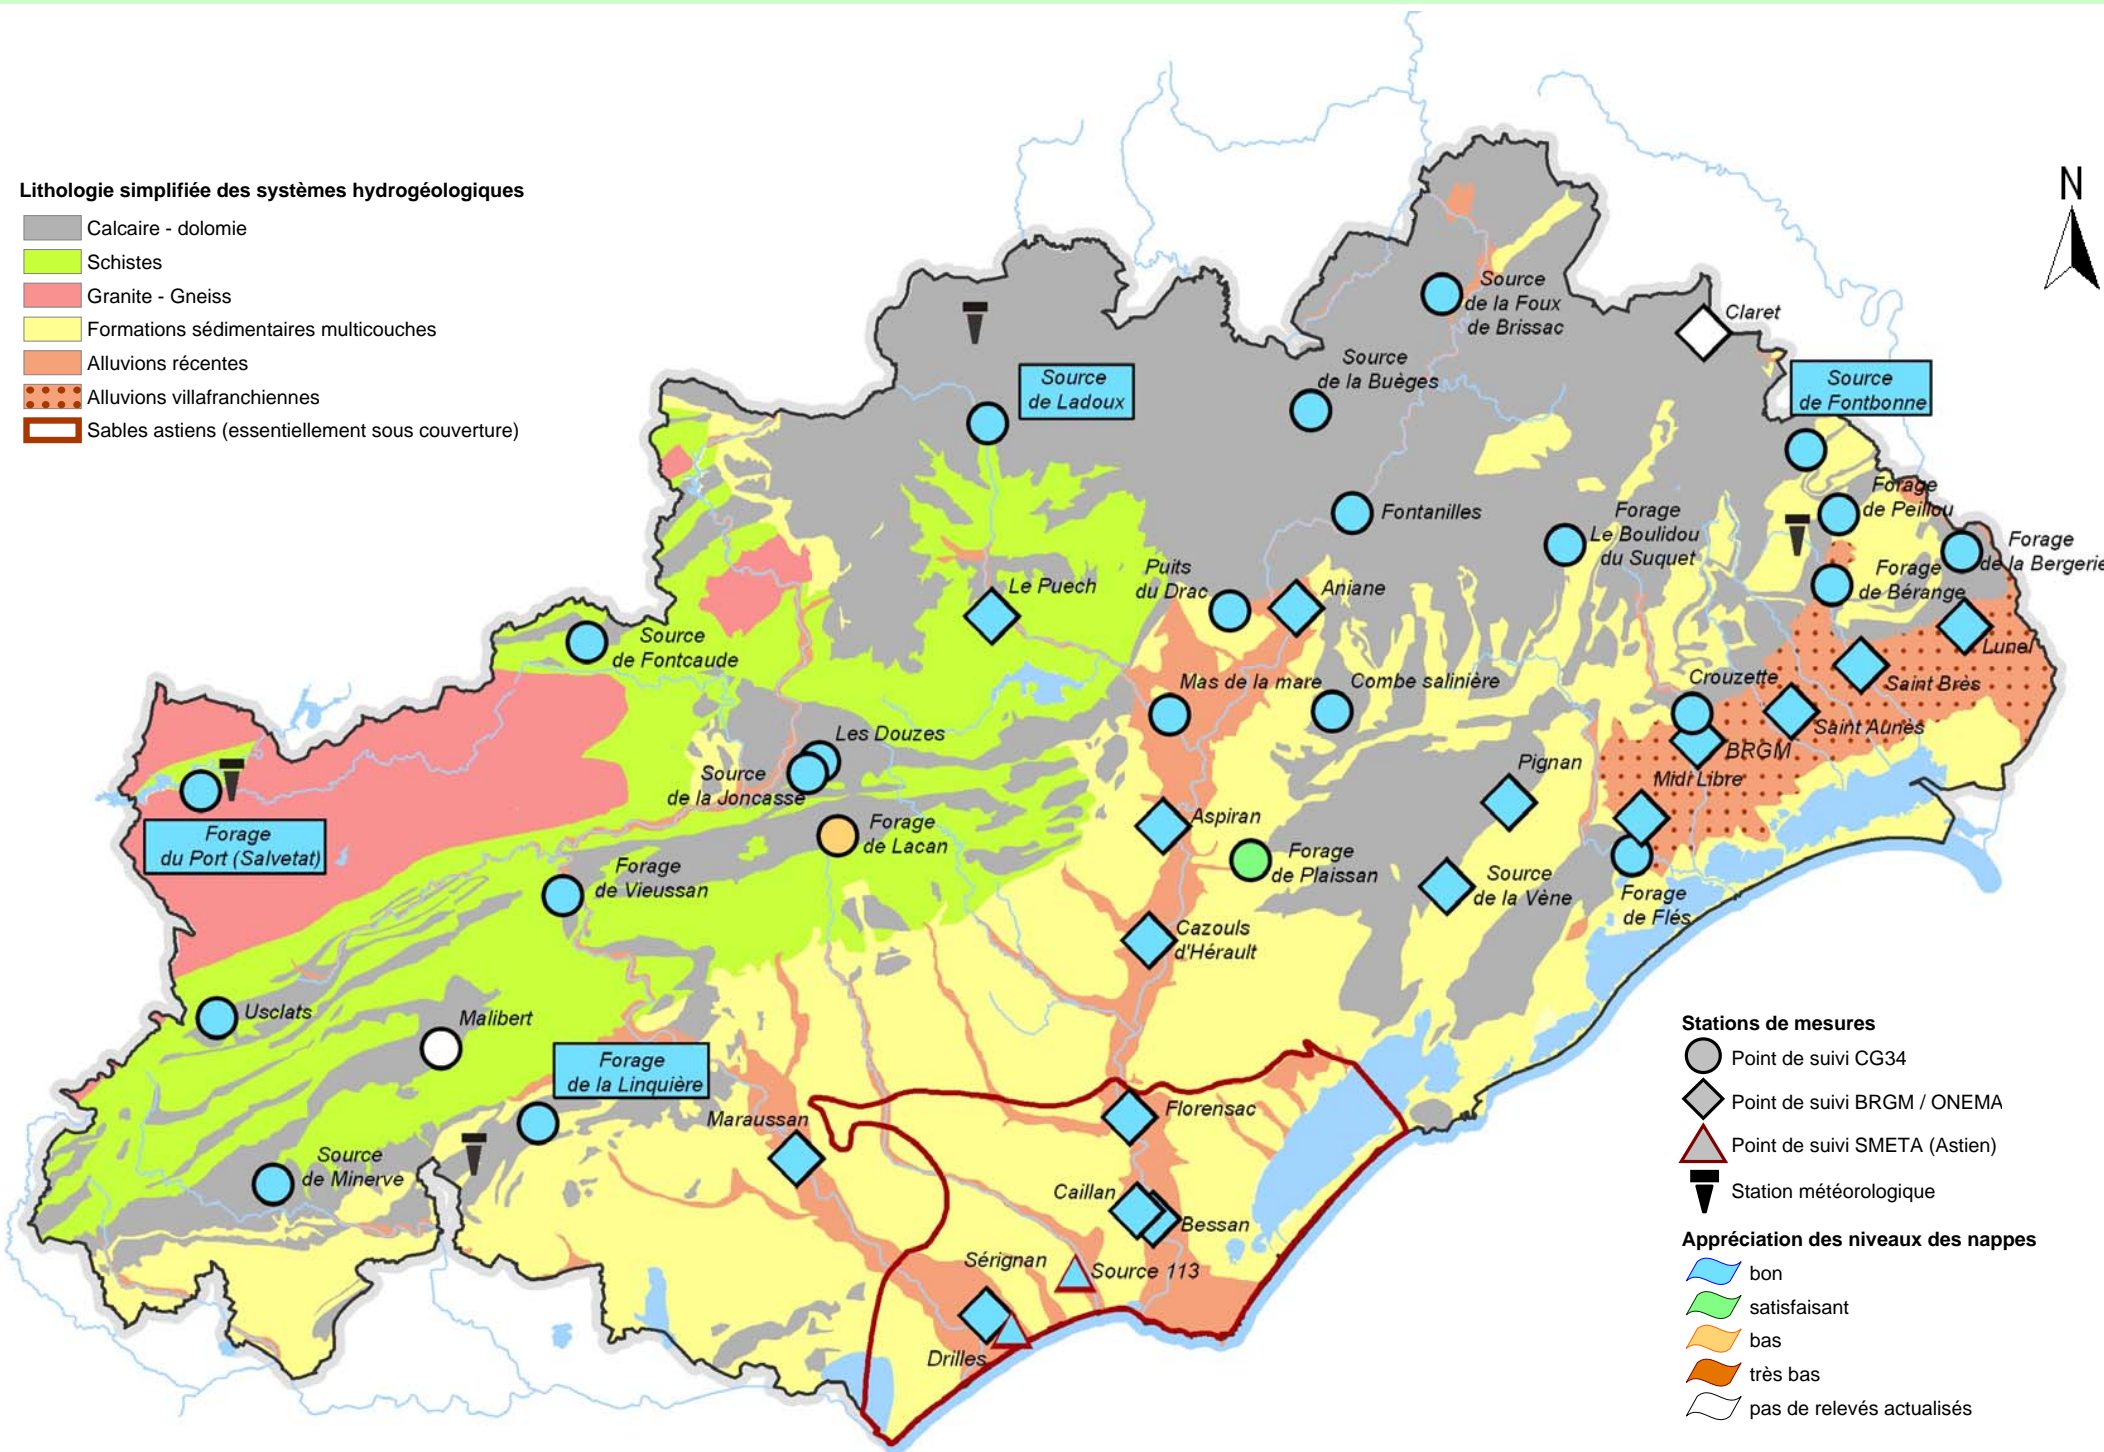 Lithologie simplifiée des systèmes hydrogéologiques
Calcaire - dolomie
Schistes
Granite - Gneiss
Formations sédimentaires multicouches
Alluvions récentes
Alluvions villafranchiennes
Sables astiens (essentiellement sous couverture)
N
Source
de la Foux
de Brissac
Claret
Source
de Ladoux
Source
de la Buèges
Source
de Fontbonne
Fontanilles
Forage
Le Boulidou
du Suquet
Forage
de Peillou
Forage
de la Bergerie
Forage
de Bérange
Le Puech
Puits
du Drac
Aniane
Source
de Fontcaude
Lunel
Mas de la mare
Combe salinière
Crouzette
Saint Brès
Saint Aunès
Les Douzes
BRGM
Source
de la Joncasse
Pignan
Midi Libre
Forage
du Port (Salvetat)
Forage
de Lacan
Aspiran
Forage
de Plaissan
Forage
de Vieussan
Source
de la Vène
Forage
de Flés
Cazouls
d'Hérault
Usclats
Malibert
Forage
de la Linquière
Maraussan
Florensac
Source
de Minerve
Caillan
Bessan
Sérignan
Source 113
Drilles
Stations de mesures
Point de suivi CG34
Point de suivi BRGM / ONEMA
Point de suivi SMETA (Astien)
Station météorologique
Appréciation des niveaux des nappes
bon
satisfaisant
bas
très bas
pas de relevés actualisés